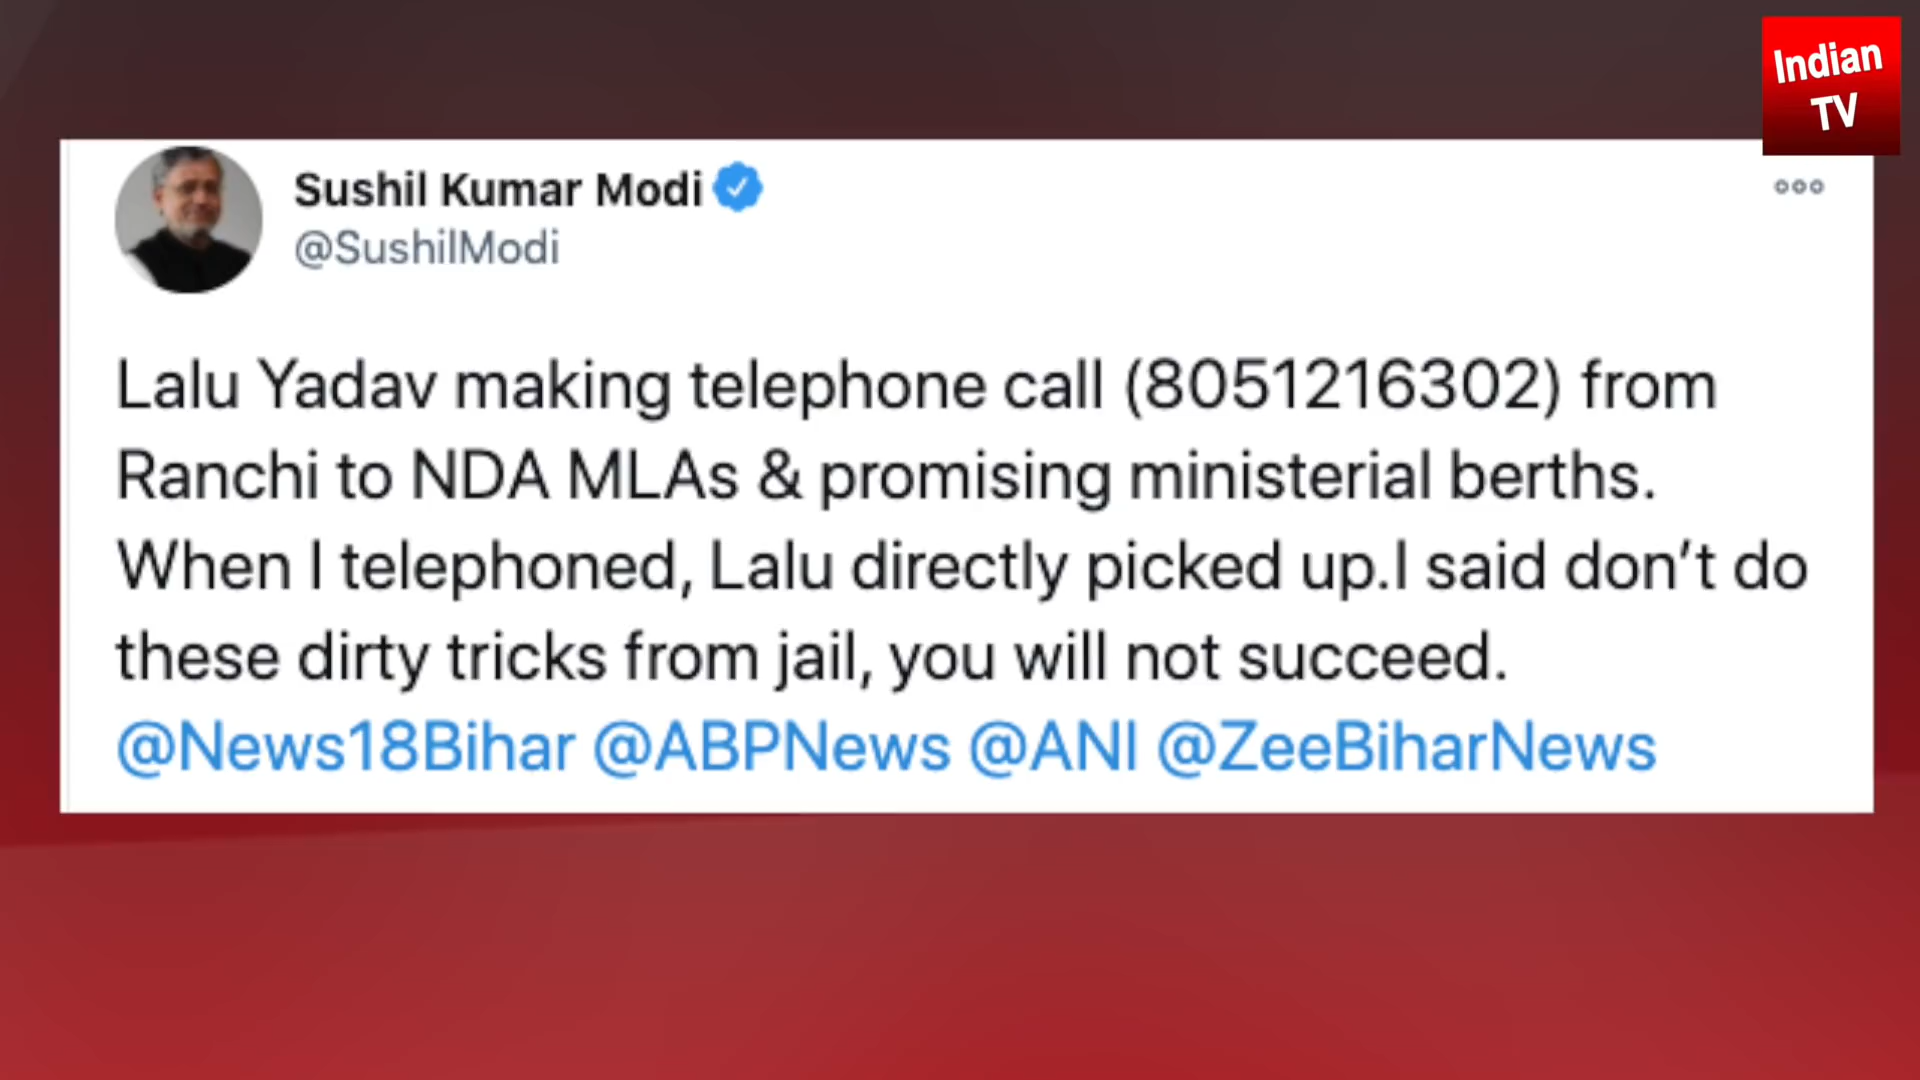 Indian
TV
Sushil Kumar Modi
@SushilModi
Lalu Yadav making telephone call (8051216302) from
Ranchi to NDA MLAs & promising ministerial berths.
When I telephoned, Lalu directly picked up.I said don’t do
these dirty tricks from jail, you will not succeed.
@News18Bihar @ABPNews @ANI @ZeeBiharNews